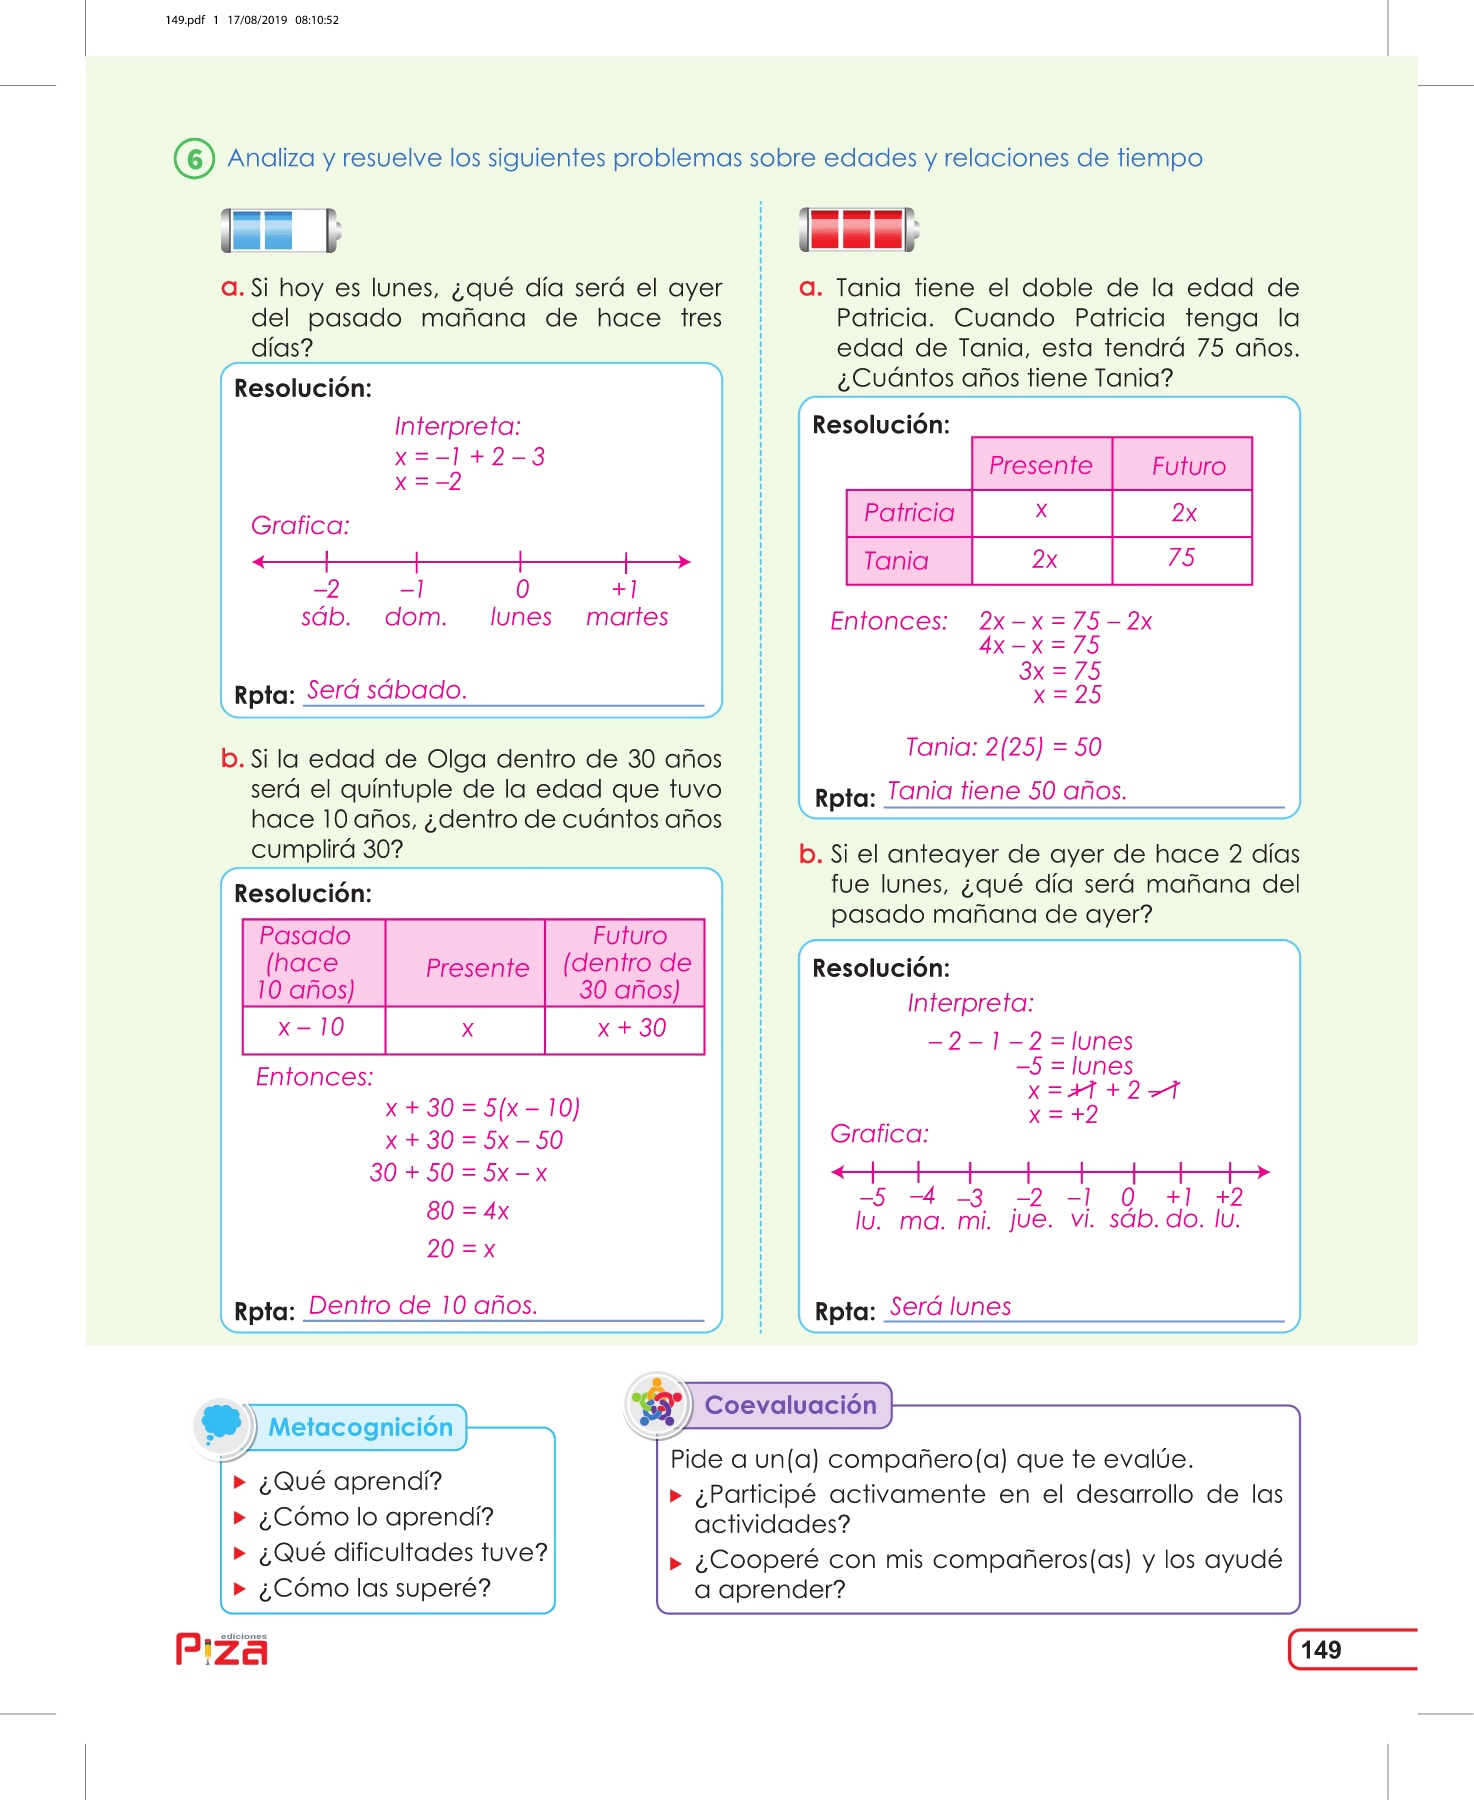 149.pdf 1 17/08/2019 08:10:52
6 Analiza y resuelve los siguientes problemas sobre edades y relaciones de tiempo
a. Si hoy es lunes, ¿qué día será el ayer
del pasado mañana de hace tres
días?
Resolución:
Interpreta:
x = –1 + 2 – 3
x = –2
Grafica:
–2 –1 0 +1
sáb. dom. lunes martes
Rpta: Será sábado.
b. Si la edad de Olga dentro de 30 años
será el quíntuple de la edad que tuvo
hace 10 años, ¿dentro de cuántos años
cumplirá 30?
Resolución:
Pasado
(hace
10 años)
Presente
Futuro
(dentro de
30 años)
x – 10 x x + 30
Entonces:
x + 30 = 5(x – 10)
x + 30 = 5x – 50
30 + 50 = 5x – x
80 = 4x
20 = x
Rpta: Dentro de 10 años.
a. Tania tiene el doble de la edad de
Patricia. Cuando Patricia tenga la
edad de Tania, esta tendrá 75 años.
¿Cuántos años tiene Tania?
Resolución:
Presente Futuro
Patricia x 2x
Tania 2x 75
Entonces: 2x – x = 75 – 2x
4x – x = 75
3x = 75
x = 25
Tania: 2(25) = 50
Rpta: Tania tiene 50 años.
b. Si el anteayer de ayer de hace 2 días
fue lunes, ¿qué día será mañana del
pasado mañana de ayer?
Resolución:
Interpreta:
– 2 – 1 – 2 = lunes
–5 = lunes
x = +1 + 2 –1
x = +2
Grafica:
–5 –4 –3 –2 –1 0 +1 +2
lu. ma. mi. jue. vi. sáb. do. lu.
Rpta: Será lunes
Metacognición
¿Qué aprendí?
¿Cómo lo aprendí?
¿Qué dificultades tuve?
¿Cómo las superé?
Coevaluación
Pide a un(a) compañero(a) que te evalúe.
¿Participé activamente en el desarrollo de las
actividades?
¿Cooperé con mis compañeros(as) y los ayudé
a aprender?
ediciones
Piza
149